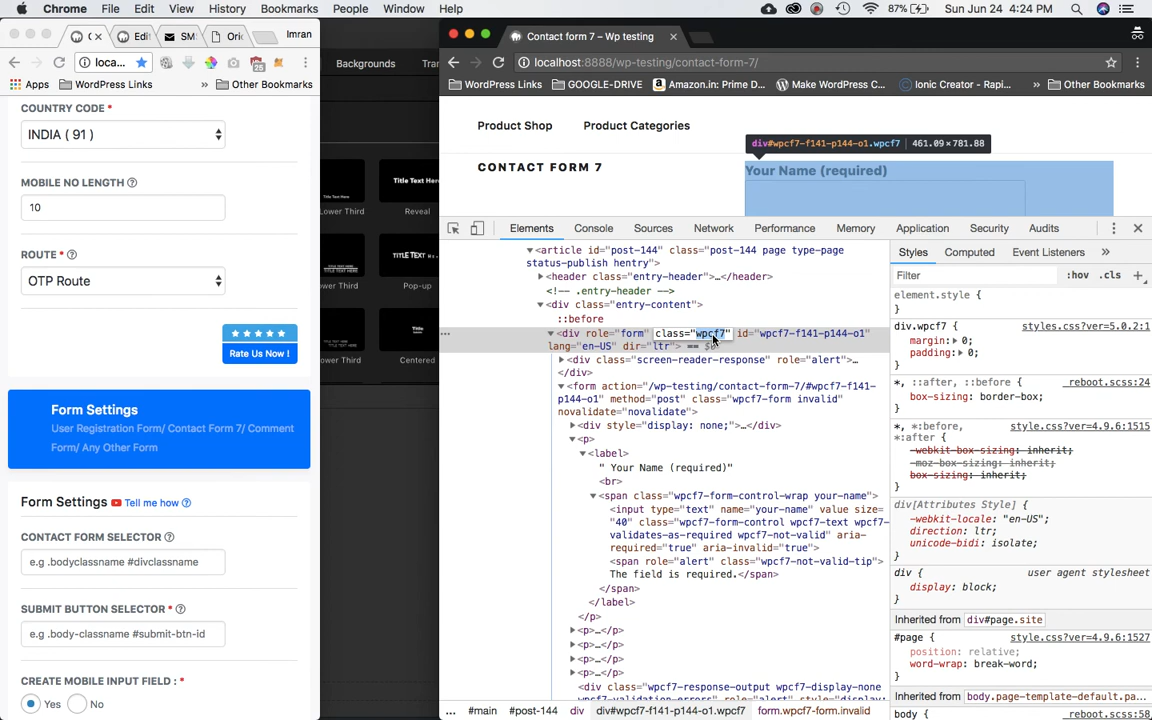 Chrome File Edit View History Bookmarks People Window Help
87% Sun Jun 24 4:24 PM
Edi
SMS
Ori
Imran
loca...
25
Apps WordPress Links » Other Bookmarks
COUNTRY CODE *
INDIA ( 91 )
MOBILE NO LENGTH
10
ROUTE *
OTP Route
Rate Us Now !
Form Settings
User Registration Form/ Contact Form 7/ Comment
Form/ Any Other Form
Form Settings Tell me how
CONTACT FORM SELECTOR
e.g .bodyclassname #divclassname
SUBMIT BUTTON SELECTOR *
e.g .body-classname #submit-btn-id
CREATE MOBILE INPUT FIELD : *
Yes No
Backgrounds
Lower Third
Title Text Here
Reveal
Lower Third
TITLE TEXT
Pop-up
Lower Third
Centered
Contact form 7 – Wp testing
localhost:8888/wp-testing/contact-form-7/
WordPress Links GOOGLE-DRIVE Amazon.in: Prime D... Make WordPress C... Ionic Creator - Rapi... » Other Bookmarks
Product Shop Product Categories
div#wpcf7-f141-p144-o1.wpcf7 | 461.09×781.88
CONTACT FORM 7
Your Name (required)
Elements Console Sources Network Performance Memory Application Security Audits
▼<article id="post-144" class="post-144 page type-page
status-publish hentry">
▶<header class="entry-header">…</header>
<!-- .entry-header -->
▼<div class="entry-content">
::before
▼<div role="form" class="wpcf7" id="wpcf7-f141-p144-o1"
lang="en-US" dir="ltr"> == $0
▶<div class="screen-reader-response" role="alert">…
</div>
▼<form action="/wp-testing/contact-form-7/#wpcf7-f141-
p144-o1" method="post" class="wpcf7-form invalid"
novalidate="novalidate">
▶<div style="display: none;">…</div>
▼<p>
▼<label>
" Your Name (required)"
<br>
▼<span class="wpcf7-form-control-wrap your-name">
<input type="text" name="your-name" value size=
"40" class="wpcf7-form-control wpcf7-text wpcf7-
validates-as-required wpcf7-not-valid" aria-
required="true" aria-invalid="true">
<span role="alert" class="wpcf7-not-valid-tip">
The field is required.</span>
</span>
</label>
</p>
▶<p>…</p>
▶<p>…</p>
▶<p>…</p>
▶<p>…</p>
<div class="wpcf7-response-output wpcf7-display-none
wpcf7-validation-errors" role="alert" style="display
... #main #post-144 div div#wpcf7-f141-p144-o1.wpcf7 form.wpcf7-form.invalid
Styles Computed Event Listeners »
Filter :hov .cls +
element.style {
}
div.wpcf7 { styles.css?ver=5.0.2:1
margin: ▶ 0;
padding: ▶ 0;
}
*, ::after, ::before { _reboot.scss:24
box-sizing: border-box;
}
*, *:before, style.css?ver=4.9.6:1515
*:after {
-webkit-box-sizing: inherit;
-moz-box-sizing: inherit;
box-sizing: inherit;
}
div[Attributes Style] {
-webkit-locale: "en-US";
direction: ltr;
unicode-bidi: isolate;
}
div { user agent stylesheet
display: block;
}
Inherited from div#page.site
#page { style.css?ver=4.9.6:1527
position: relative;
word-wrap: break-word;
}
Inherited from body.page-template-default.pa...
body { _reboot.scss:58